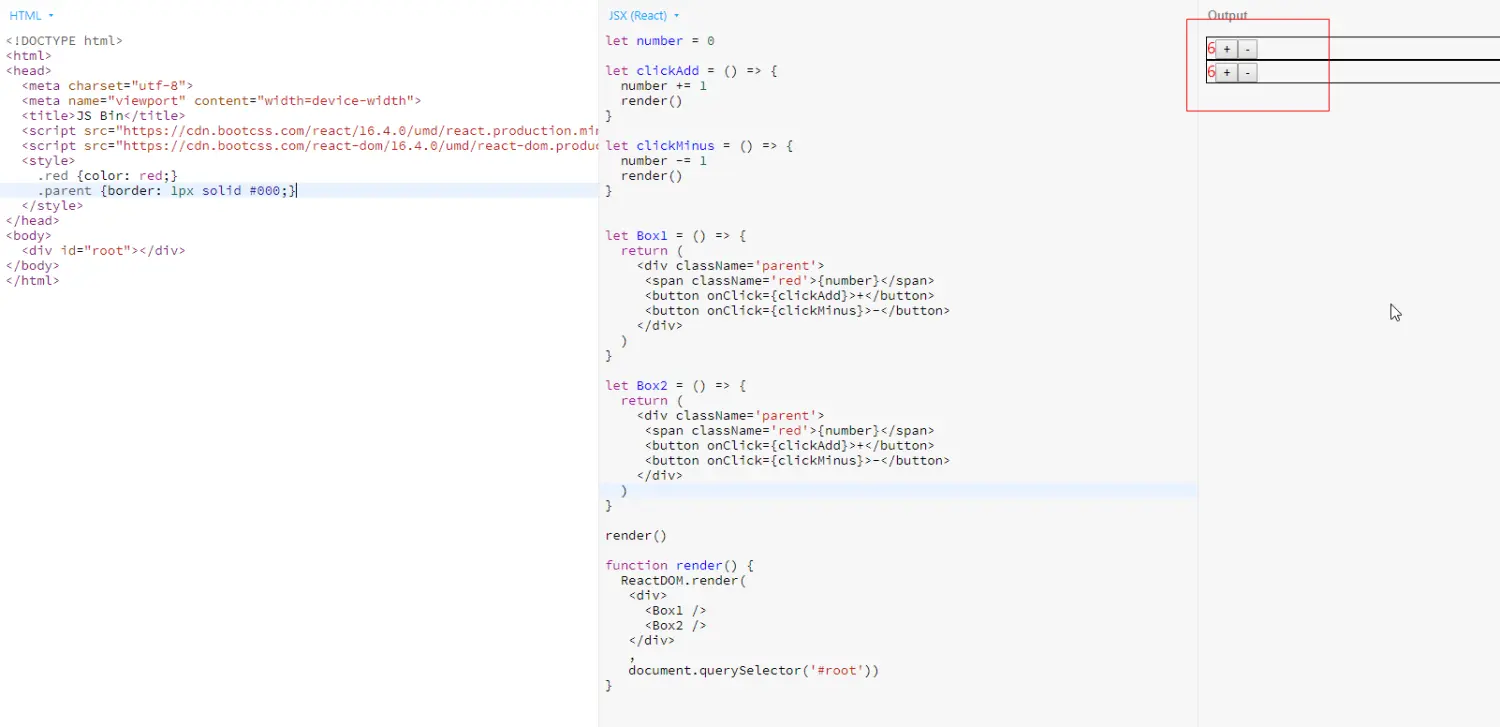 HTML
<!DOCTYPE html>
<html>
<head>
  <meta charset="utf-8">
  <meta name="viewport" content="width=device-width">
  <title>JS Bin</title>
  <script src="https://cdn.bootcss.com/react/16.4.0/umd/react.production.mi
  <script src="https://cdn.bootcss.com/react-dom/16.4.0/umd/react-dom.produ
  <style>
    .red {color: red;}
    .parent {border: 1px solid #000;}
  </style>
</head>
<body>
  <div id="root"></div>
</body>
</html>
JSX (React)
let number = 0
let clickAdd = () => {
  number += 1
  render()
}
let clickMinus = () => {
  number -= 1
  render()
}
let Box1 = () => {
  return (
    <div className='parent'>
     <span className='red'>{number}</span>
     <button onClick={clickAdd}>+</button>
     <button onClick={clickMinus}>-</button>
    </div>
  )
}
let Box2 = () => {
  return (
    <div className='parent'>
     <span className='red'>{number}</span>
     <button onClick={clickAdd}>+</button>
     <button onClick={clickMinus}>-</button>
    </div>
  )
}
render()
function render() {
  ReactDOM.render(
   <div>
     <Box1 />
     <Box2 />
   </div>
   ,
   document.querySelector('#root'))
}
Output
6 + -
6 + -